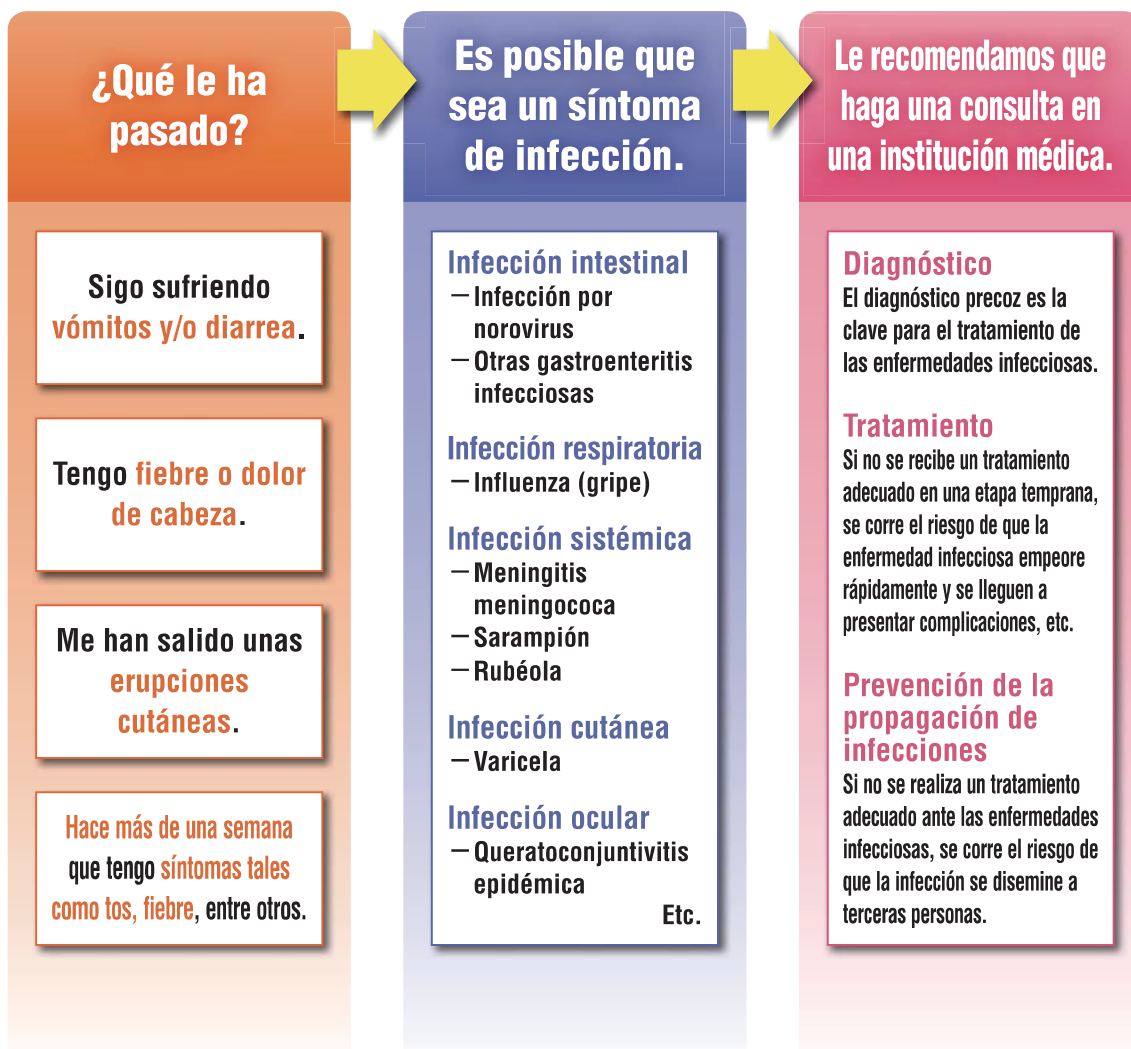 ¿Qué le ha
pasado?
Sigo sufriendo
vómitos y/o diarrea.
Tengo fiebre o dolor
de cabeza.
Me han salido unas
erupciones
cutáneas.
Hace más de una semana
que tengo síntomas tales
como tos, fiebre, entre otros.
Es posible que
sea un síntoma
de infección.
Infección intestinal
— Infección por
norovirus
— Otras gastroenteritis
infecciosas
Infección respiratoria
— Influenza (gripe)
Infección sistémica
— Meningitis
meningococa
— Sarampión
— Rubéola
Infección cutánea
— Varicela
Infección ocular
— Queratoconjuntivitis
epidémica
Etc.
Le recomendamos que
haga una consulta en
una institución médica.
Diagnóstico
El diagnóstico precoz es la
clave para el tratamiento de
las enfermedades infecciosas.
Tratamiento
Si no se recibe un tratamiento
adecuado en una etapa temprana,
se corre el riesgo de que la
enfermedad infecciosa empeore
rápidamente y se lleguen a
presentar complicaciones, etc.
Prevención de la
propagación de
infecciones
Si no se realiza un tratamiento
adecuado ante las enfermedades
infecciosas, se corre el riesgo de
que la infección se disemine a
terceras personas.